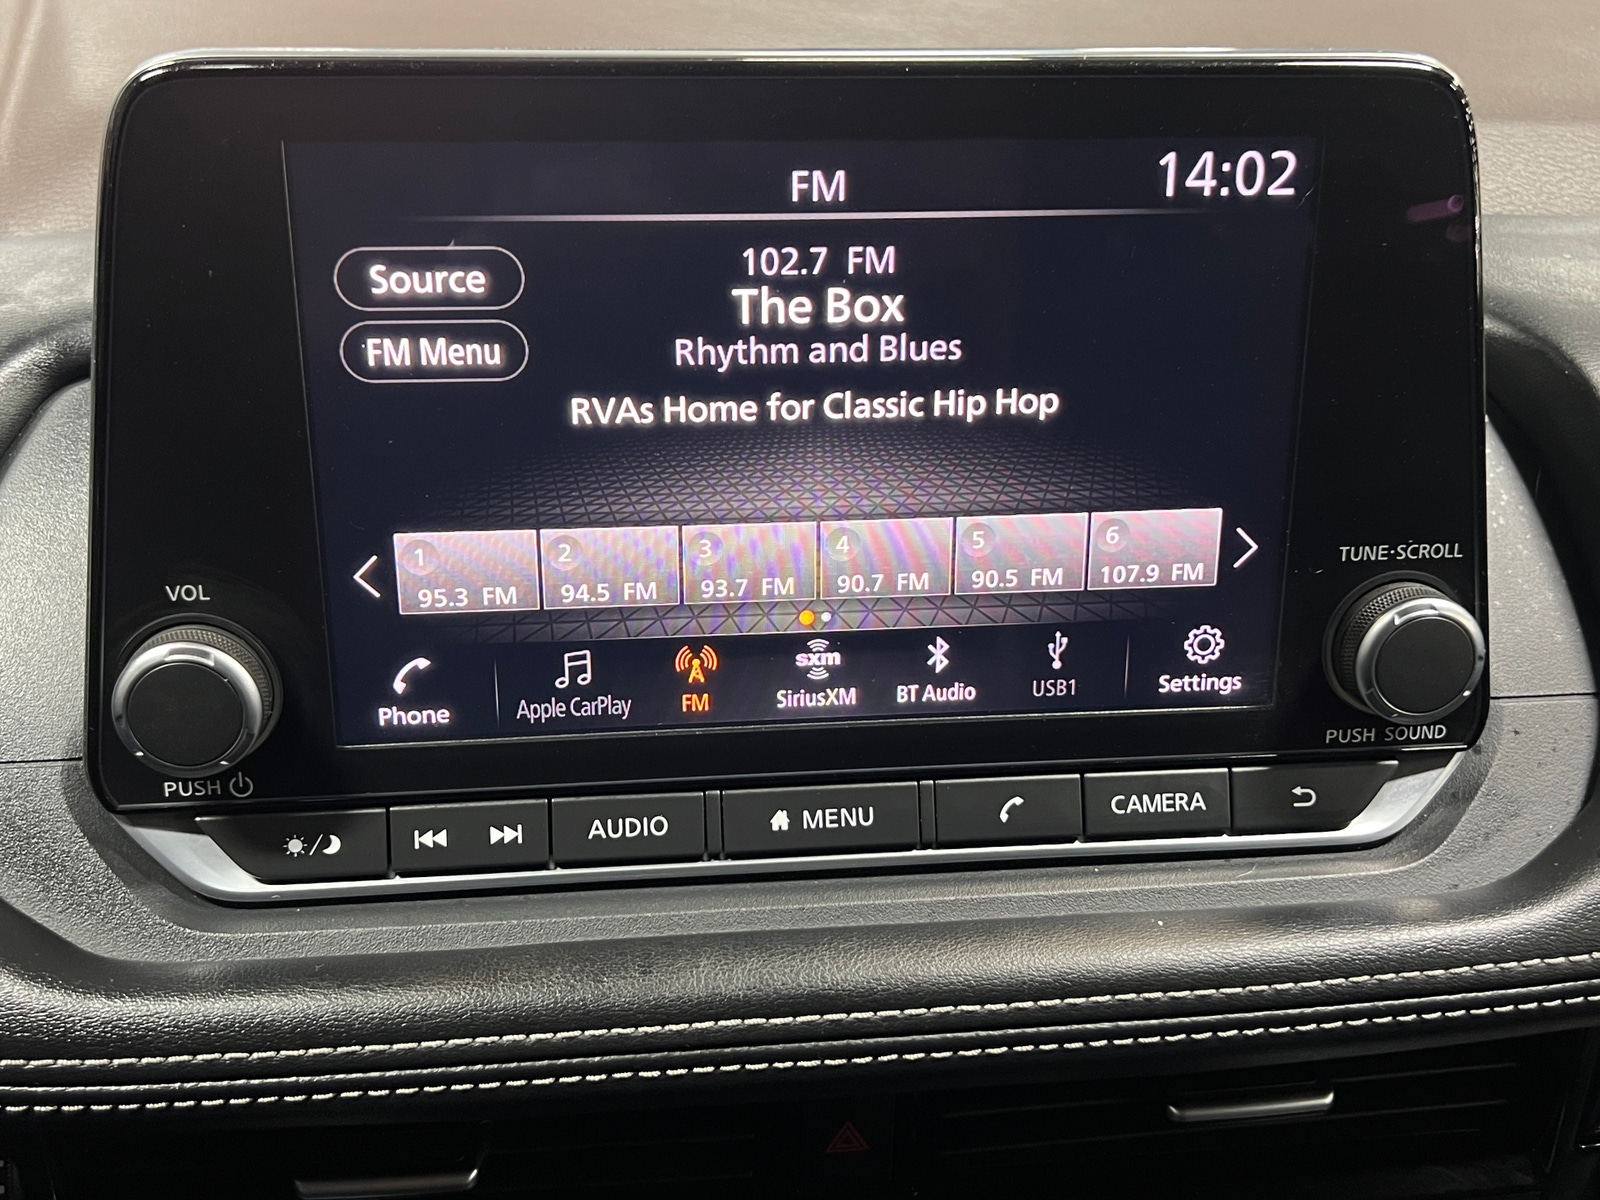 FM
14:02
Source
FM Menu
102.7 FM
The Box
Rhythm and Blues
RVAs Home for Classic Hip Hop
1
95.3 FM
2
94.5 FM
3
93.7 FM
4
90.7 FM
5
90.5 FM
6
107.9 FM
Phone
Apple CarPlay
FM
sxm
SiriusXM
BT Audio
USB1
Settings
VOL
PUSH
TUNE·SCROLL
PUSH SOUND
AUDIO
MENU
CAMERA